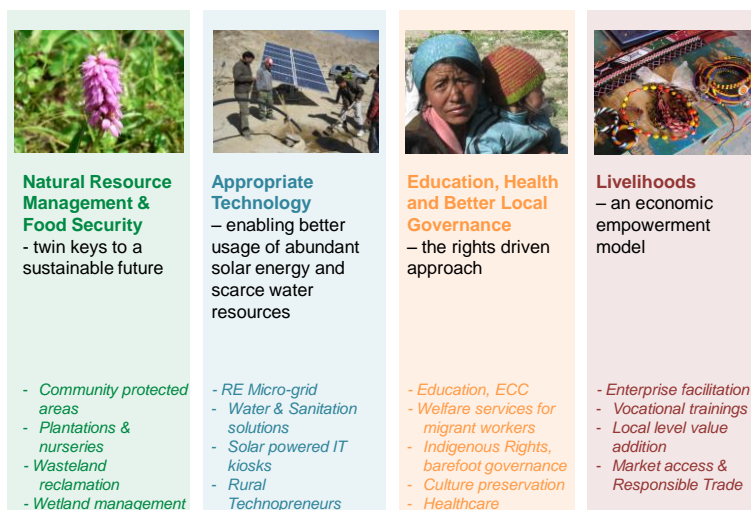 Natural Resource
Management &
Food Security
- twin keys to a
sustainable future
- Community protected
areas
- Plantations &
nurseries
- Wasteland
reclamation
- Wetland management
Appropriate
Technology
– enabling better
usage of abundant
solar energy and
scarce water
resources
- RE Micro-grid
- Water & Sanitation
solutions
- Solar powered IT
kiosks
- Rural
Technopreneurs
Education, Health
and Better Local
Governance
– the rights driven
approach
- Education, ECC
- Welfare services for
migrant workers
- Indigenous Rights,
barefoot governance
- Culture preservation
- Healthcare
Livelihoods
– an economic
empowerment
model
- Enterprise facilitation
- Vocational trainings
- Local level value
addition
- Market access &
Responsible Trade